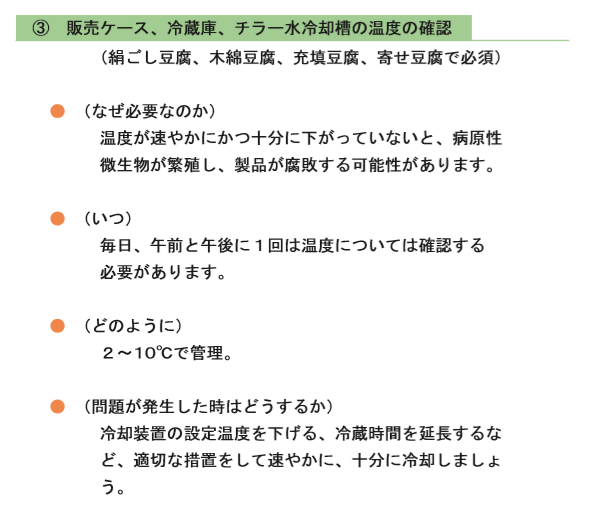 ③ 販売ケース、冷蔵庫、チラー水冷却槽の温度の確認
（絹ごし豆腐、木綿豆腐、充填豆腐、寄せ豆腐で必須）
● （なぜ必要なのか）
温度が速やかにかつ十分に下がっていないと、病原性
微生物が繁殖し、製品が腐敗する可能性があります。
● （いつ）
毎日、午前と午後に１回は温度については確認する
必要があります。
● （どのように）
２～10℃で管理。
● （問題が発生した時はどうするか）
冷却装置の設定温度を下げる、冷蔵時間を延長するな
ど、適切な措置をして速やかに、十分に冷却しましょ
う。